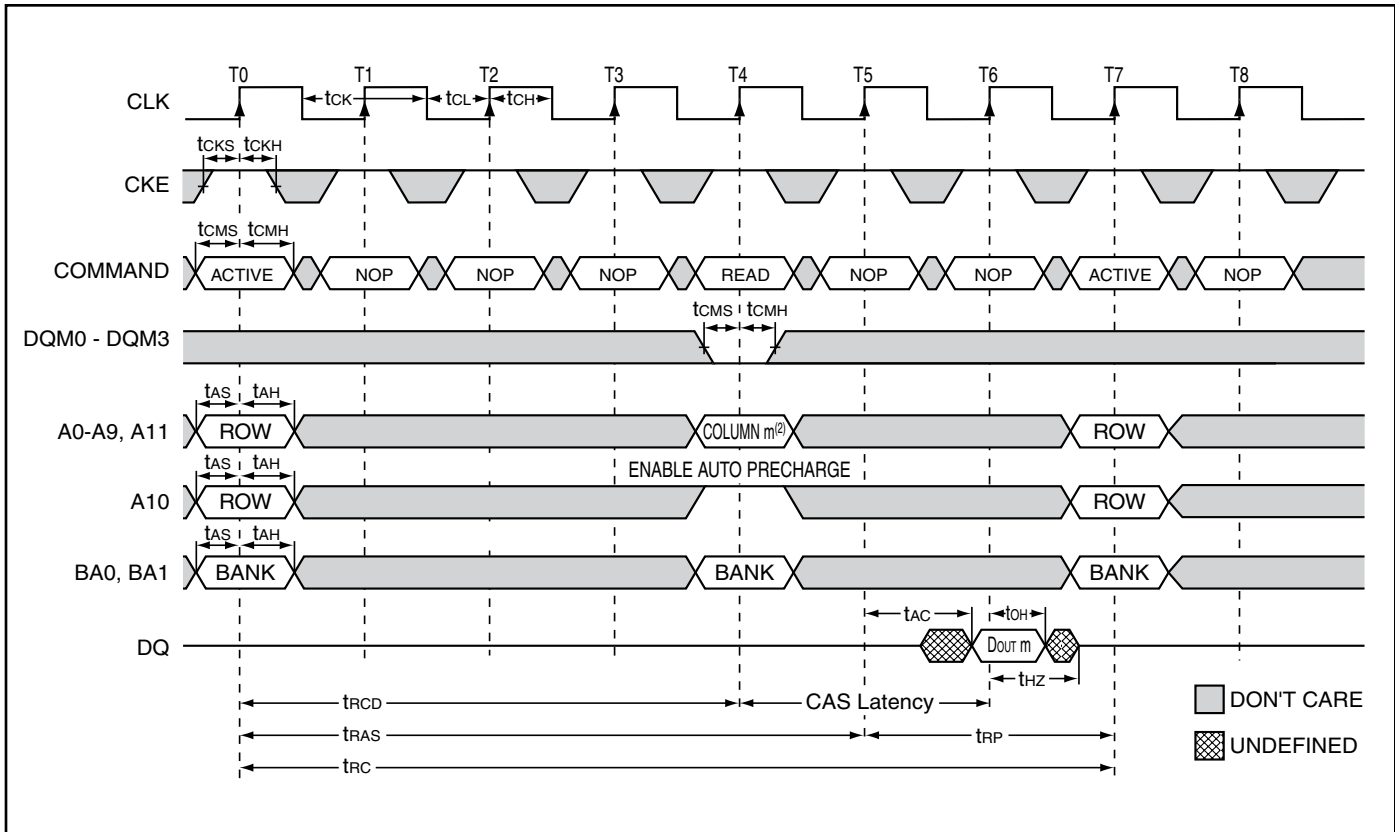 T0 T1 T2 T3 T4 T5 T6 T7 T8
CLK tCK tCL tCH
tCKS tCKH
CKE
tCMS tCMH
COMMAND ACTIVE NOP NOP NOP READ NOP NOP ACTIVE NOP
tCMS tCMH
DQM0 - DQM3
tAS tAH
A0-A9, A11 ROW COLUMN m(2) ROW
tAS tAH ENABLE AUTO PRECHARGE
A10 ROW ROW
tAS tAH
BA0, BA1 BANK BANK BANK
tAC tOH
DQ DOUT m
tHZ
tRCD CAS Latency DON'T CARE
tRAS tRP UNDEFINED
tRC